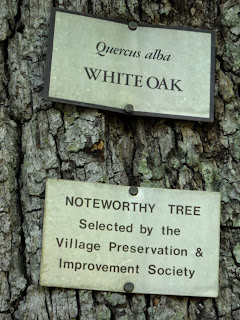 Quercus alba
WHITE OAK
NOTEWORTHY TREE
Selected by the
Village Preservation &
Improvement Society